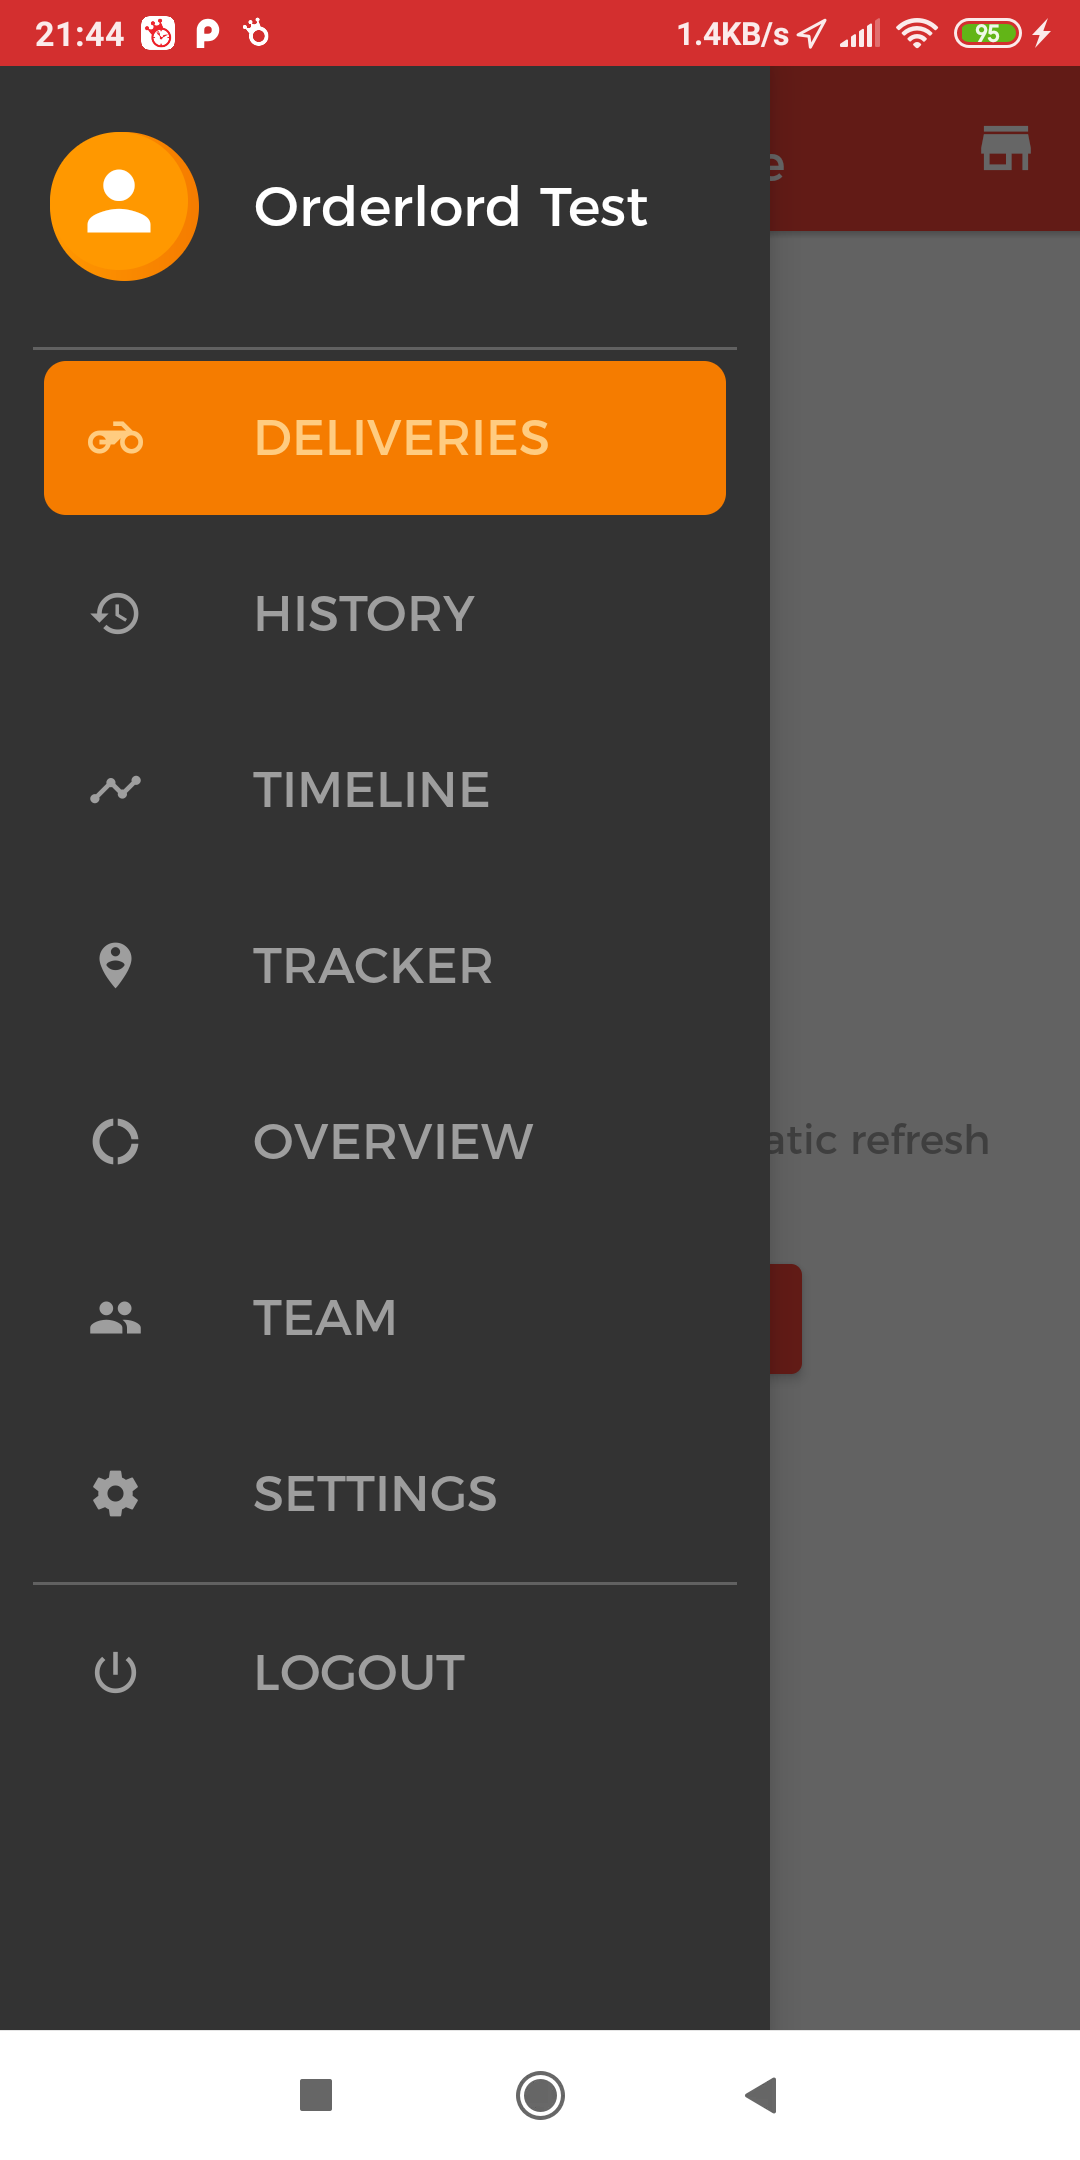 21:44 1.4KB/s 95
Orderlord Test
DELIVERIES
HISTORY
TIMELINE
TRACKER
OVERVIEW
atic refresh
TEAM
SETTINGS
LOGOUT